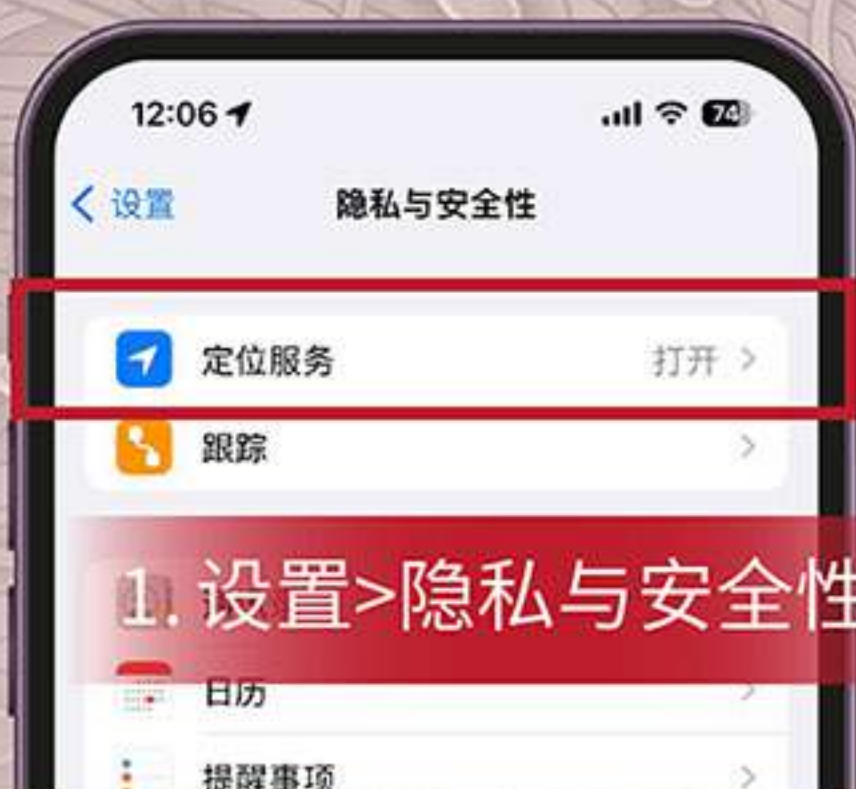 12:06
74
设置
隐私与安全性
定位服务
打开
跟踪
1. 设置>隐私与安全性
日历
提醒事项